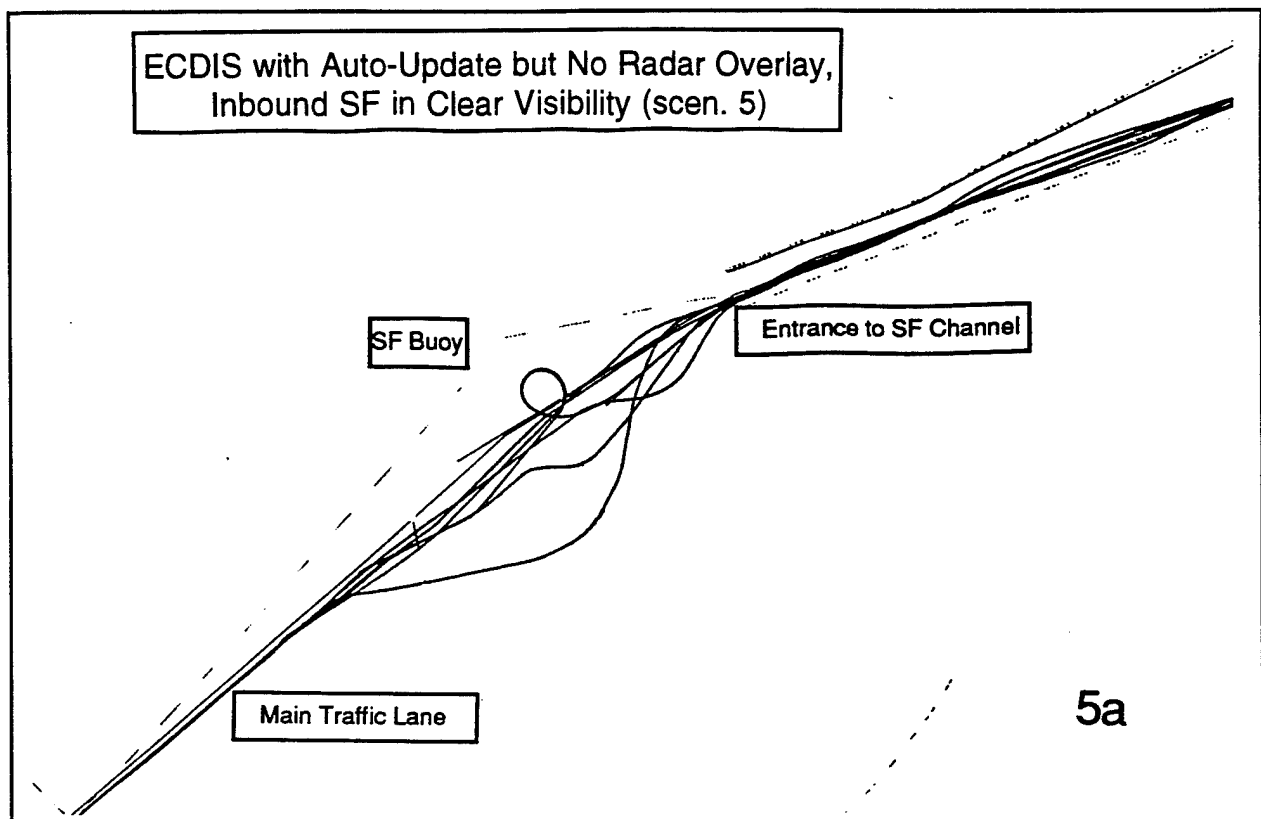 ECDIS with Auto-Update but No Radar Overlay,
Inbound SF in Clear Visibility (scen. 5)
SF Buoy
Entrance to SF Channel
Main Traffic Lane
5a